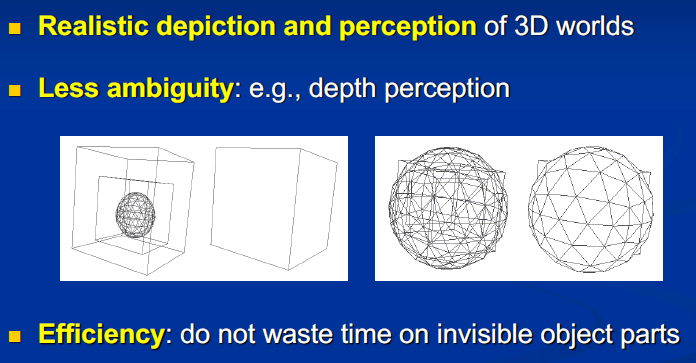 Realistic depiction and perception of 3D worlds
Less ambiguity: e.g., depth perception
Efficiency: do not waste time on invisible object parts